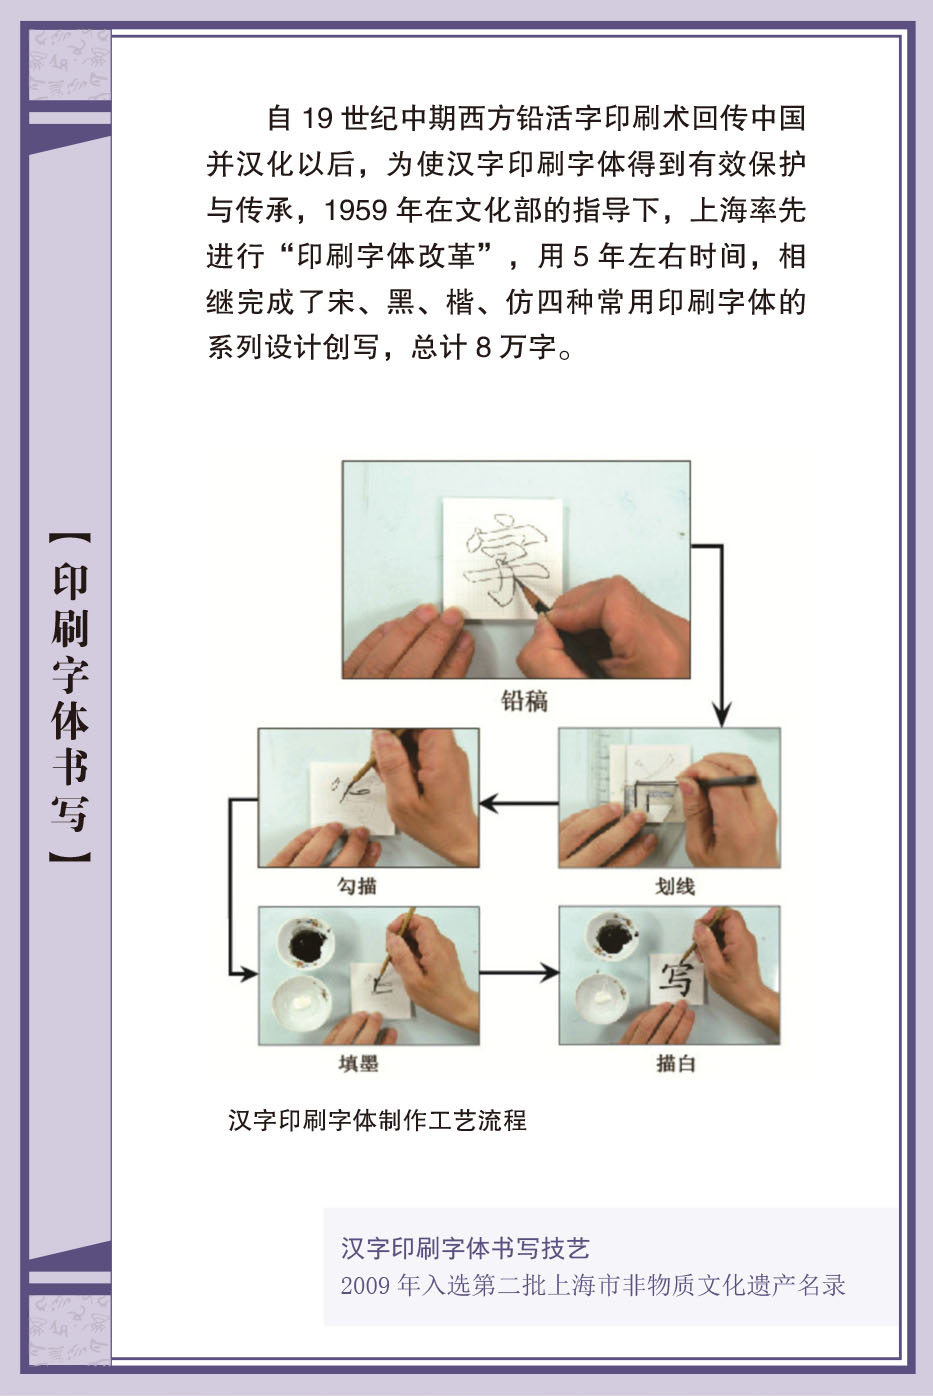 【印刷字体书写】
自 19 世纪中期西方铅活字印刷术回传中国
并汉化以后，为使汉字印刷字体得到有效保护
与传承，1959 年在文化部的指导下，上海率先
进行“印刷字体改革”，用 5 年左右时间，相
继完成了宋、黑、楷、仿四种常用印刷字体的
系列设计创写，总计 8 万字。
字
铅稿
勾描
划线
写
填墨
描白
汉字印刷字体制作工艺流程
汉字印刷字体书写技艺
2009 年入选第二批上海市非物质文化遗产名录